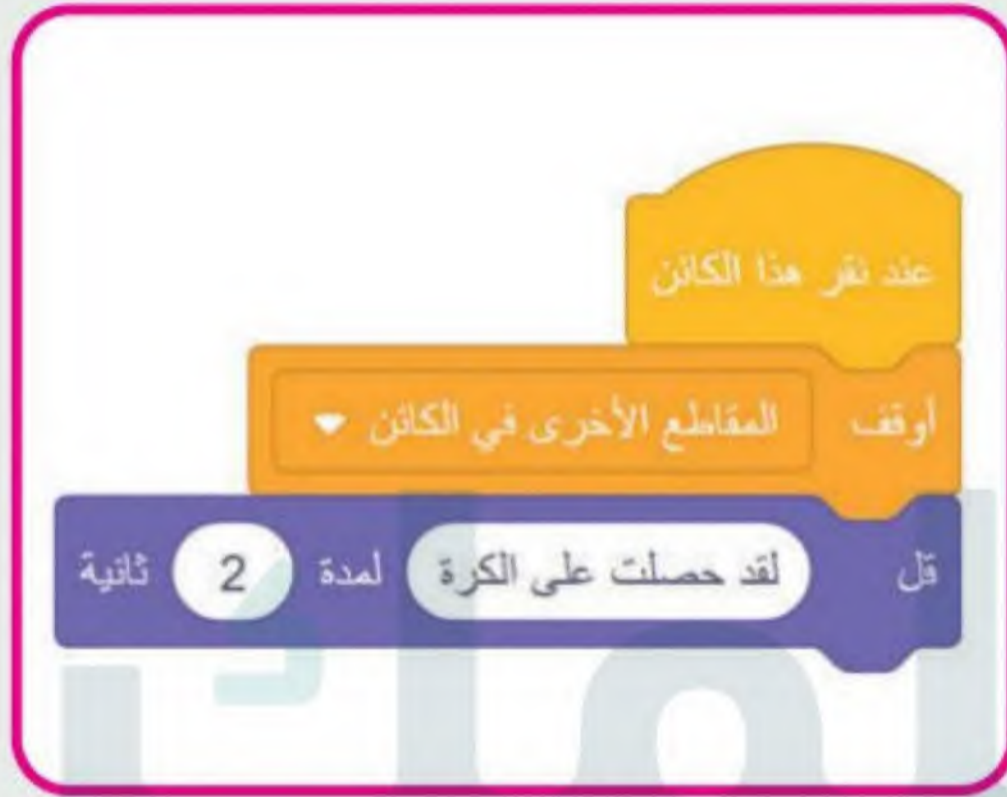 عند نقر هذا الكائن
أوقف المقاطع الأخرى في الكائن
قل لقد حصلت على الكرة لمدة 2 ثانية